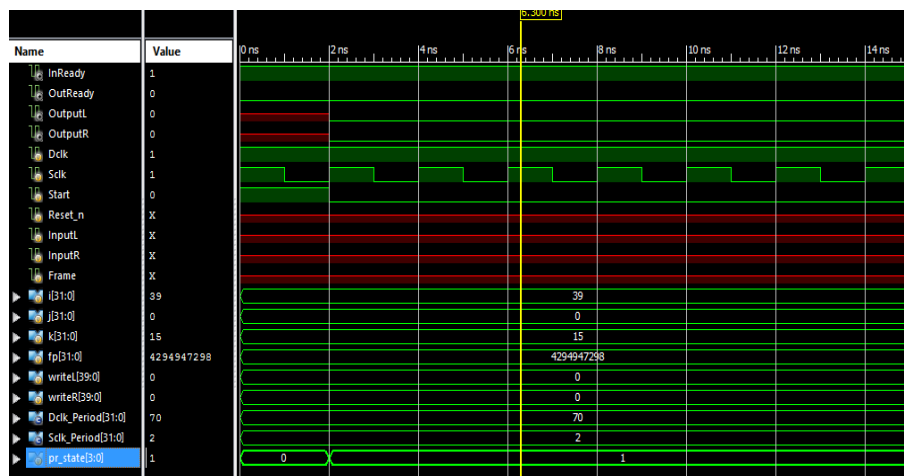 6.300 ns
Name Value 0 ns 2 ns 4 ns 6 ns 8 ns 10 ns 12 ns 14 ns
InReady 1
OutReady 0
OutputL 0
OutputR 0
Dclk 1
Sclk 1
Start 0
Reset_n X
InputL X
InputR X
Frame X
i[31:0] 39 39
j[31:0] 0 0
k[31:0] 15 15
fp[31:0] 4294947298 4294947298
writeL[39:0] 0 0
writeR[39:0] 0 0
Dclk_Period[31:0] 70 70
Sclk_Period[31:0] 2 2
pr_state[3:0] 1 0 1